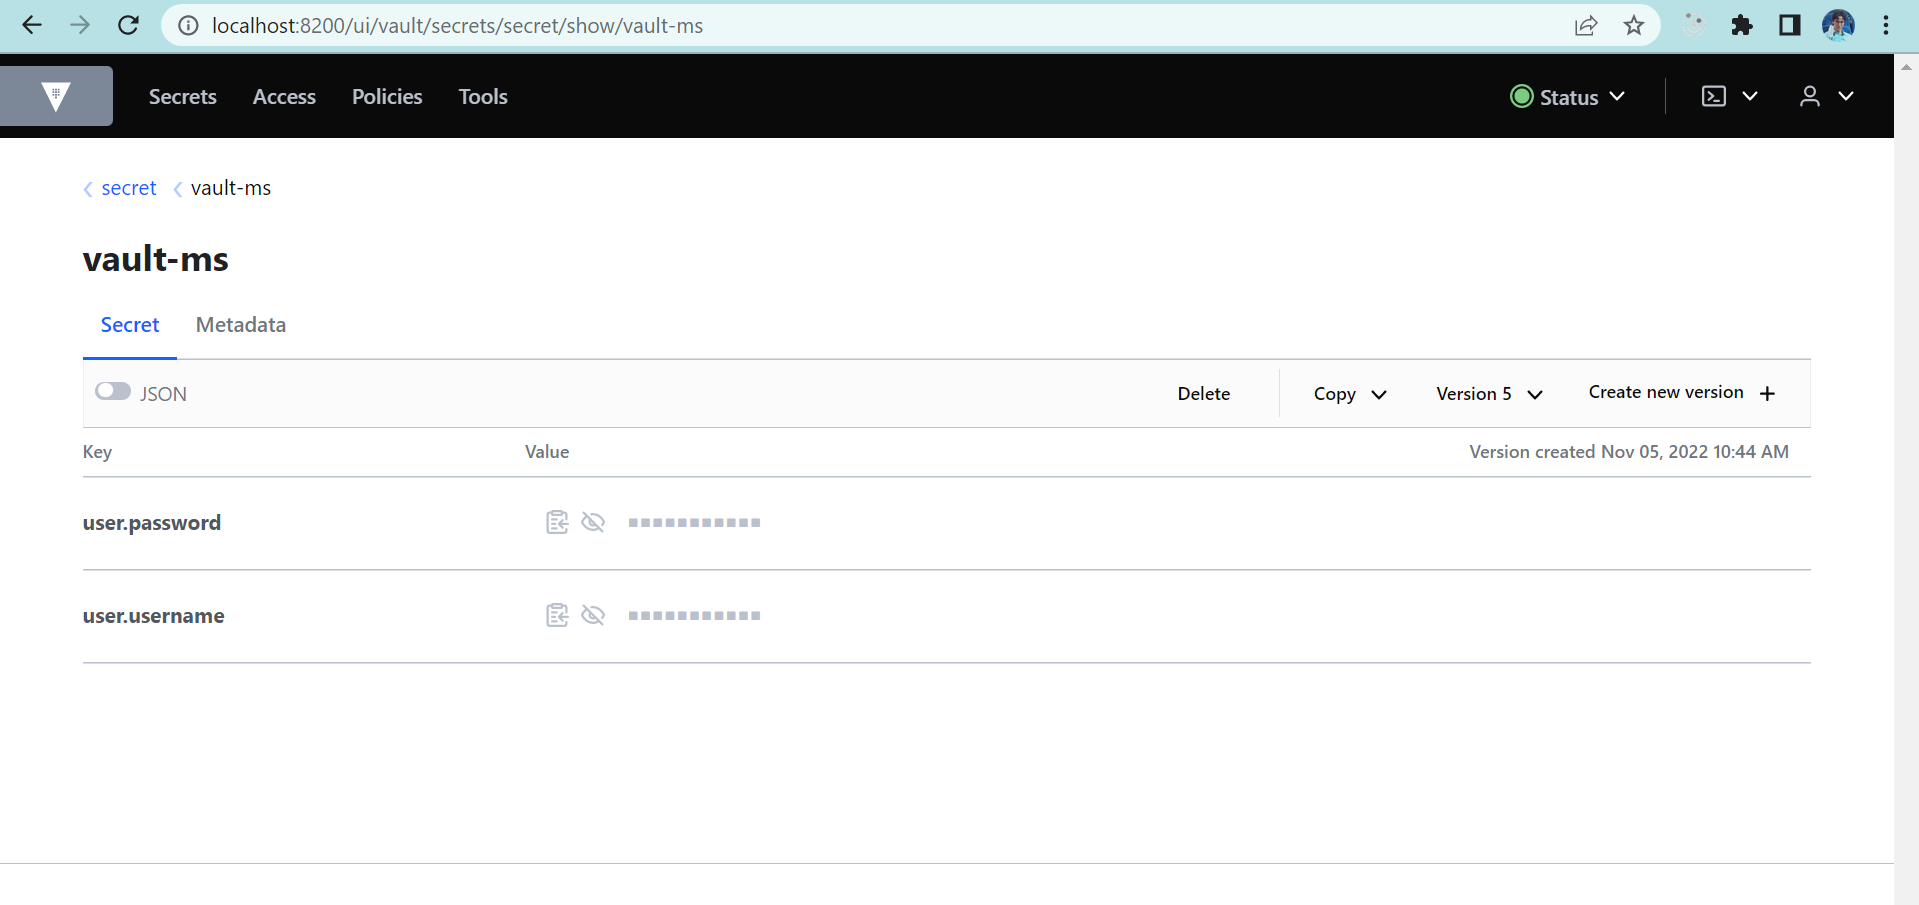 localhost:8200/ui/vault/secrets/secret/show/vault-ms
Secrets Access Policies Tools Status
secret vault-ms
vault-ms
Secret Metadata
JSON Delete Copy Version 5 Create new version
Key Value Version created Nov 05, 2022 10:44 AM
user.password
user.username